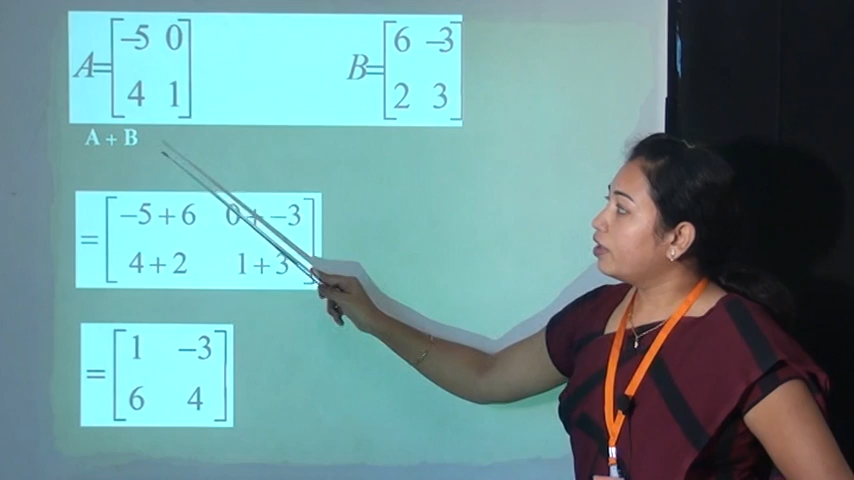 A= [ -5 0 B= [ 6 -3
4 1 ] 2 3 ]
A + B
= [ -5+6 0+ -3
4+2 1+3 ]
= [ 1 -3
6 4 ]